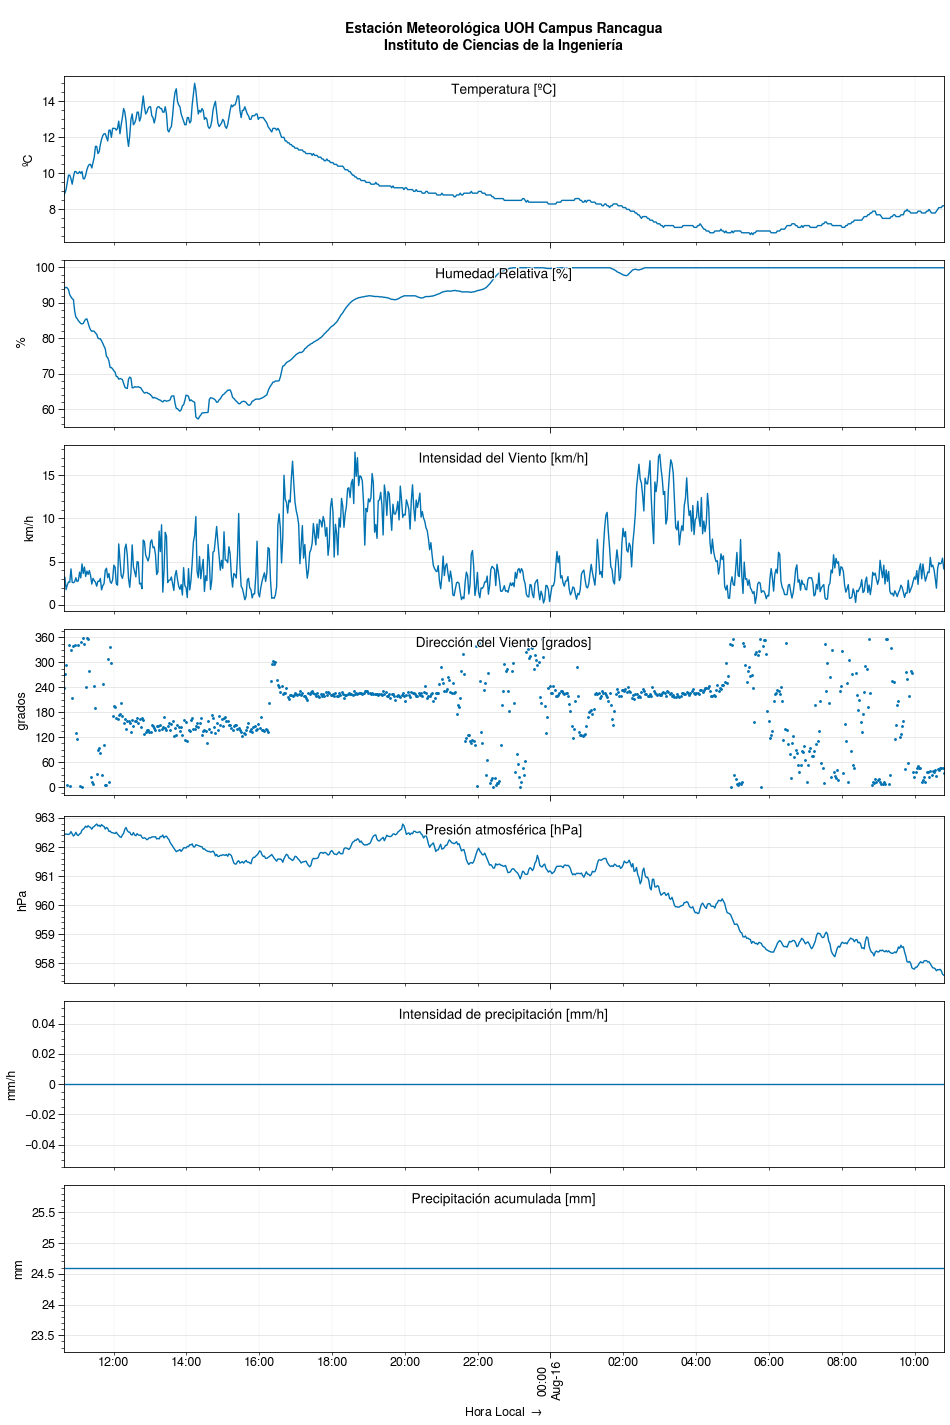 Estación Meteorológica UOH Campus Rancagua
Instituto de Ciencias de la Ingeniería
Temperatura [ºC]
14
12
10
8
ºC
Humedad Relativa [%]
100
90
80
70
60
%
Intensidad del Viento [km/h]
15
10
5
0
km/h
Dirección del Viento [grados]
360
300
240
180
120
60
0
grados
Presión atmosférica [hPa]
963
962
961
960
959
958
hPa
Intensidad de precipitación [mm/h]
0.04
0.02
0
−0.02
−0.04
mm/h
Precipitación acumulada [mm]
25.5
25
24.5
24
23.5
mm
12:00 14:00 16:00 18:00 20:00 22:00 00:00 02:00 04:00 06:00 08:00 10:00
Aug-16
Hora Local →